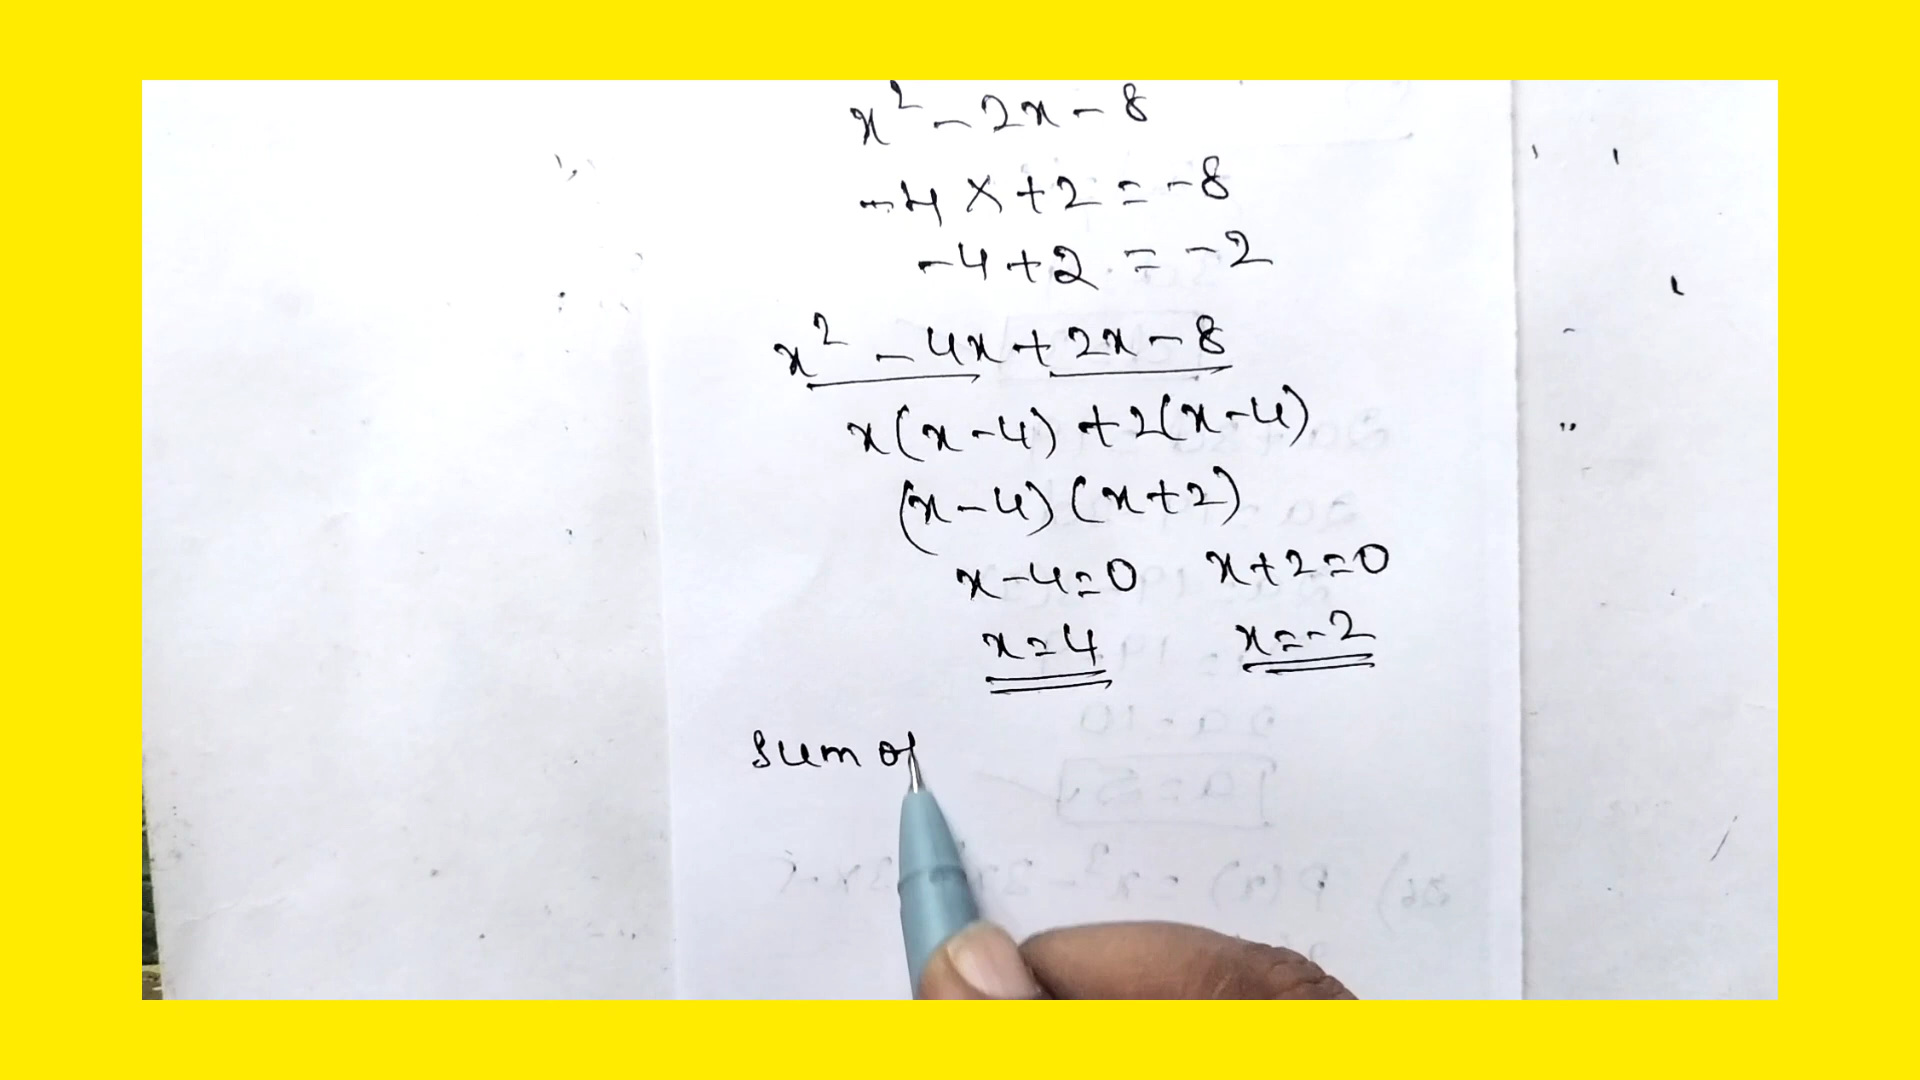 x² - 2x - 8
-4 × +2 = -8
-4 + 2 = -2
x² - 4x + 2x - 8
x(x-4) + 2(x-4)
(x-4) (x+2)
x-4=0 x+2=0
x=4 x=-2
Sum of